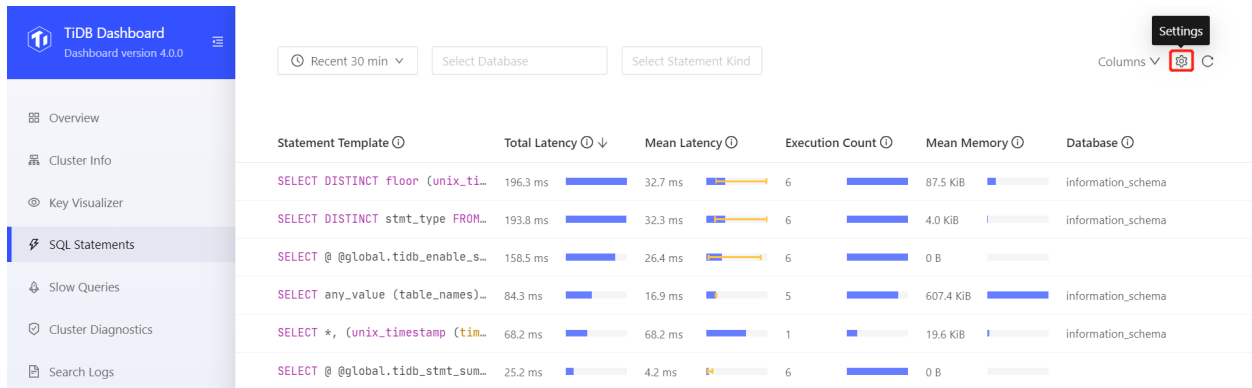 TiDB Dashboard
Dashboard version 4.0.0
Overview
Cluster Info
Key Visualizer
SQL Statements
Slow Queries
Cluster Diagnostics
Search Logs
Settings
Recent 30 min Select Database Select Statement Kind Columns
Statement Template Total Latency Mean Latency Execution Count Mean Memory Database
SELECT DISTINCT floor (unix_ti… 196.3 ms 32.7 ms 6 87.5 KiB information_schema
SELECT DISTINCT stmt_type FROM… 193.8 ms 32.3 ms 6 4.0 KiB information_schema
SELECT @ @global.tidb_enable_s… 158.5 ms 26.4 ms 6 0 B
SELECT any_value (table_names)… 84.3 ms 16.9 ms 5 607.4 KiB information_schema
SELECT *, (unix_timestamp (tim… 68.2 ms 68.2 ms 1 19.6 KiB information_schema
SELECT @ @global.tidb_stmt_sum… 25.2 ms 4.2 ms 6 0 B